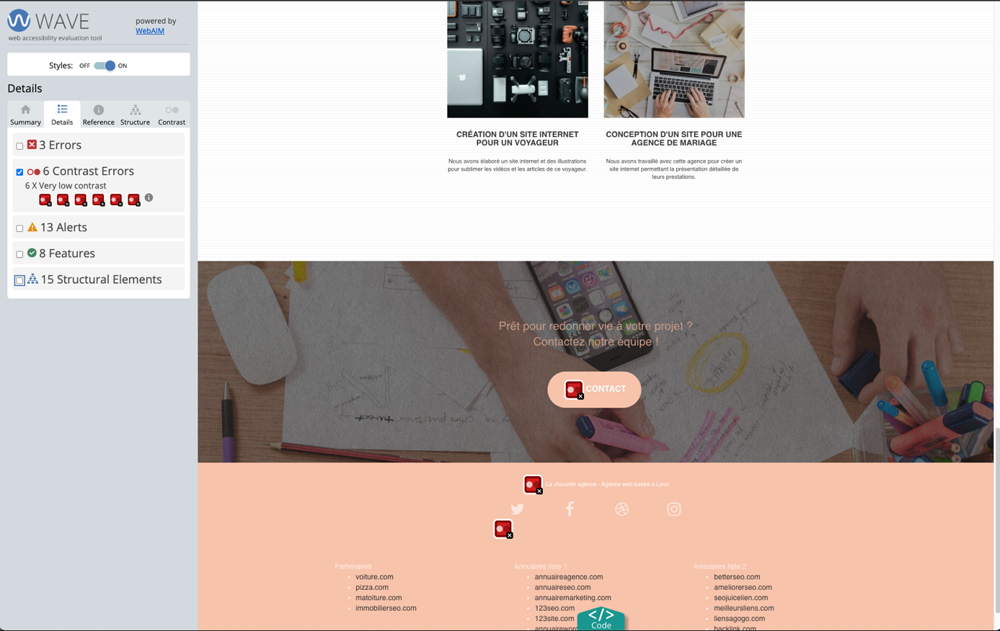 WAVE
powered by
WebAIM
web accessibility evaluation tool
Styles: OFF ON
Details
Summary Details Reference Structure Contrast
3 Errors
6 Contrast Errors
6 X Very low contrast
13 Alerts
8 Features
15 Structural Elements
CRÉATION D'UN SITE INTERNET
POUR UN VOYAGEUR
Nous avons élaboré un site internet et des illustrations
pour sublimer les vidéos et les articles de ce voyageur.
CONCEPTION D'UN SITE POUR UNE
AGENCE DE MARIAGE
Nous avons travaillé avec cette agence pour créer un
site internet permettant la présentation détaillée de
leurs prestations.
Prêt pour redonner vie à votre projet ?
Contactez notre équipe !
CONTACT
La chouette agence - Agence web basée à Lyon.
Partenaires
voiture.com
pizza.com
matoiture.com
immobilierseo.com
Annuaires liste 1
annuaireagence.com
annuaireseo.com
annuairemarketing.com
123seo.com
123site.com
Annuaires liste 2
betterseo.com
ameliorerseo.com
seojuicelien.com
meilleursliens.com
liensagogo.com
backlink.com
</> Code